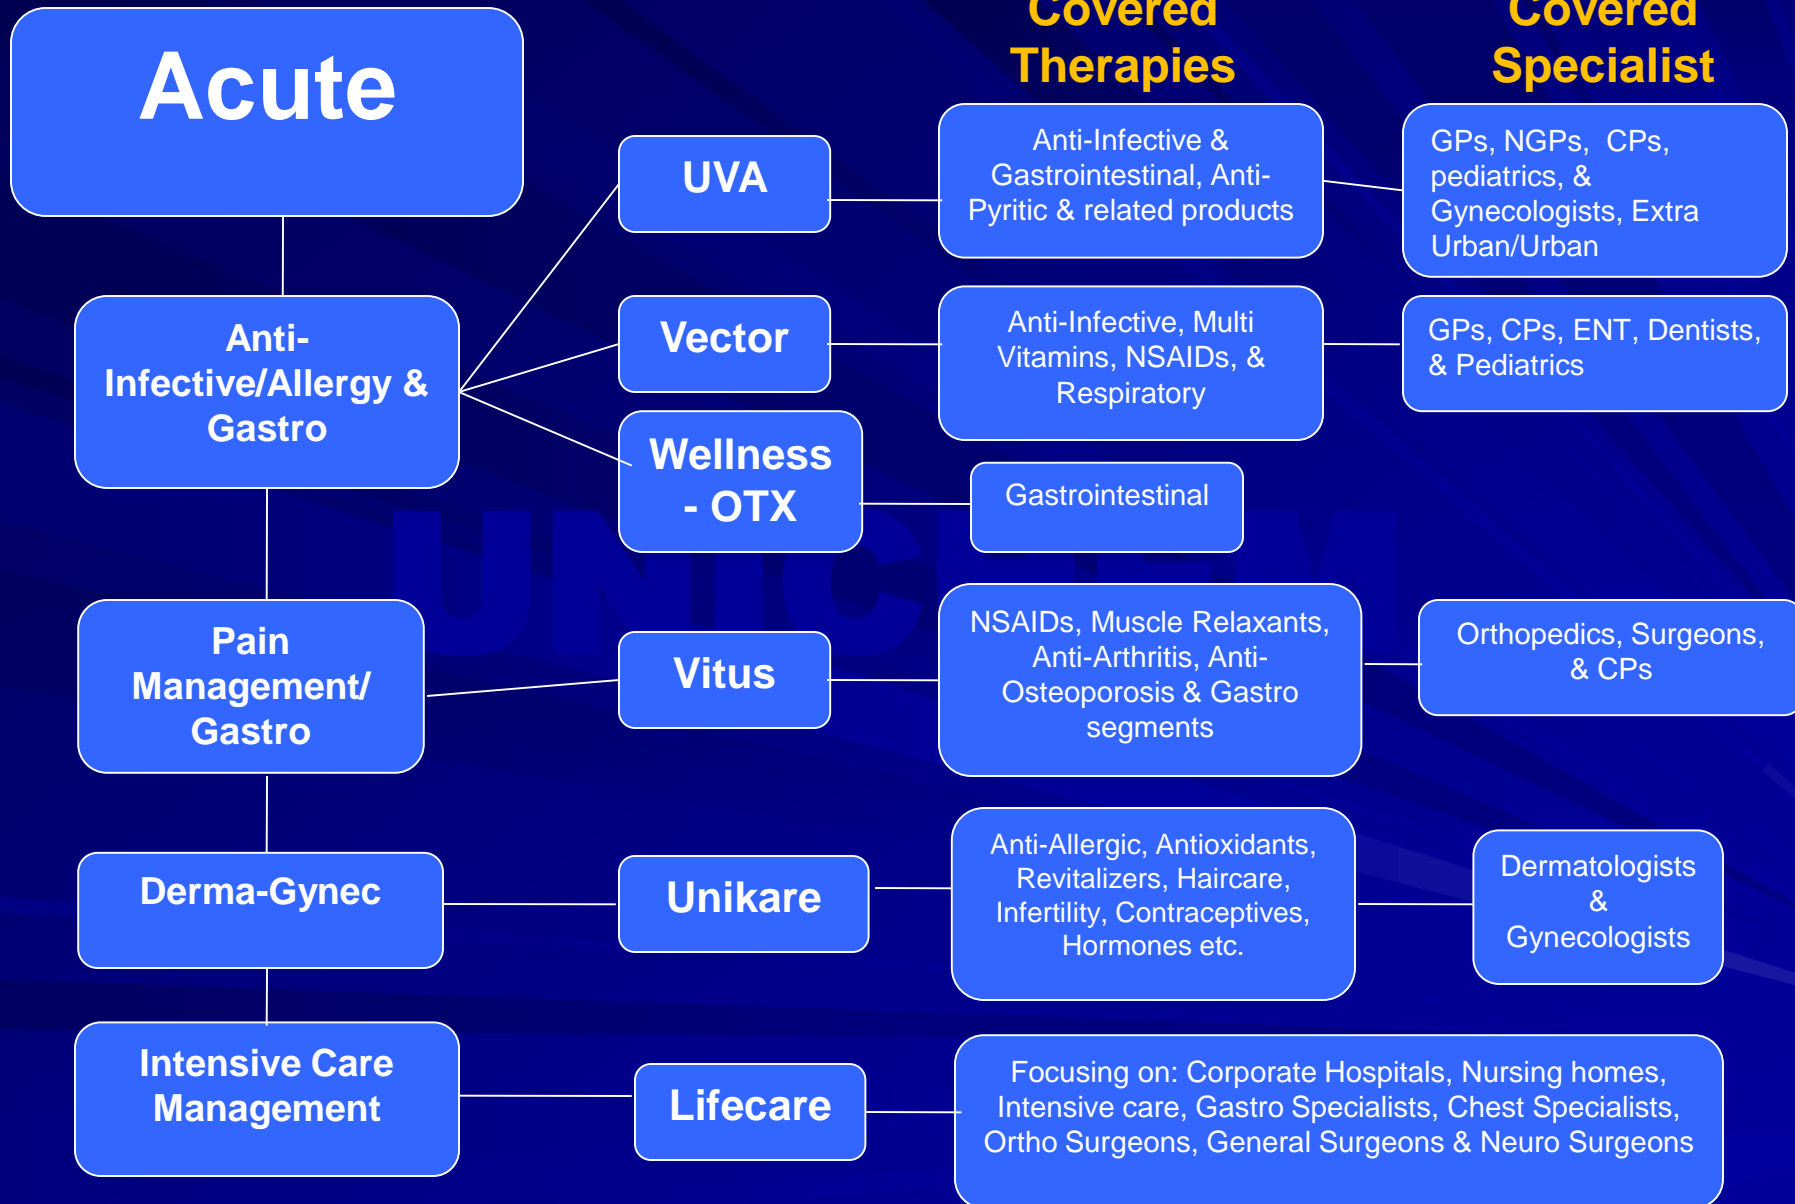 Covered
Therapies
Covered
Specialist
Acute
UVA
Anti-Infective &
Gastrointestinal, Anti-
Pyritic & related products
GPs, NGPs,  CPs,
pediatrics, &
Gynecologists, Extra
Urban/Urban
Anti-
Infective/Allergy &
Gastro
Vector
Anti-Infective, Multi
Vitamins, NSAIDs, &
Respiratory
GPs, CPs, ENT, Dentists,
& Pediatrics
Wellness
- OTX
Gastrointestinal
UNICHEM
Pain
Management/
Gastro
Vitus
NSAIDs, Muscle Relaxants,
Anti-Arthritis, Anti-
Osteoporosis & Gastro
segments
Orthopedics, Surgeons,
& CPs
Derma-Gynec
Unikare
Anti-Allergic, Antioxidants,
Revitalizers, Haircare,
Infertility, Contraceptives,
Hormones etc.
Dermatologists
&
Gynecologists
Intensive Care
Management
Lifecare
Focusing on: Corporate Hospitals, Nursing homes,
Intensive care, Gastro Specialists, Chest Specialists,
Ortho Surgeons, General Surgeons & Neuro Surgeons